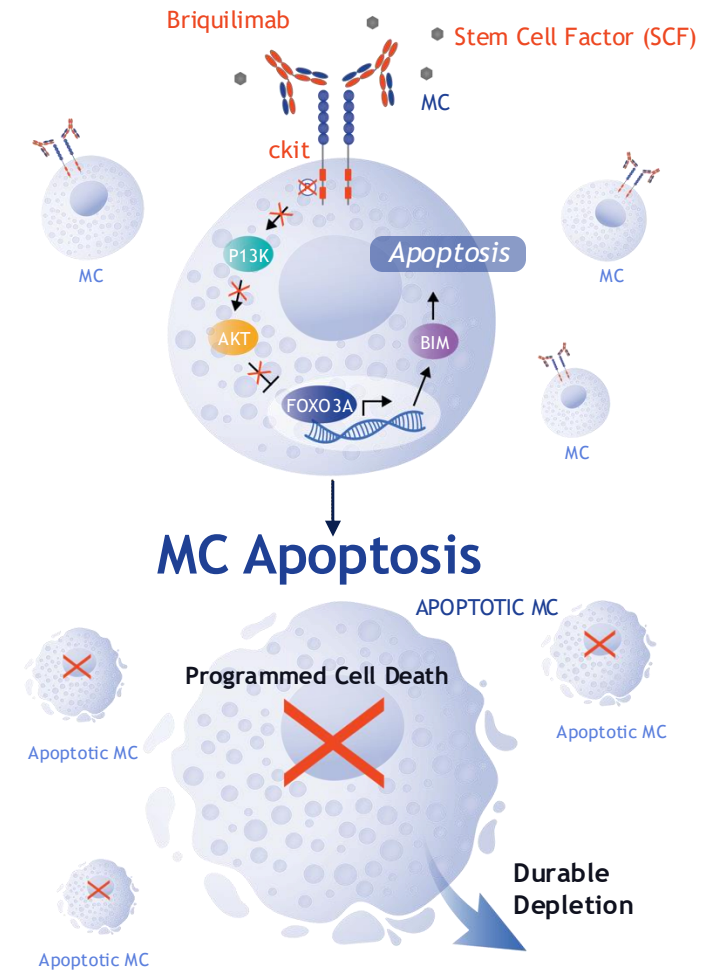 Briquilimab
Stem Cell Factor (SCF)
MC
ckit
P
P13K
Apoptosis
MC
MC
AKT
BIM
FOXO3A
MC
MC Apoptosis
APOPTOTIC MC
Programmed Cell Death
Apoptotic MC
Apoptotic MC
Durable
Depletion
Apoptotic MC